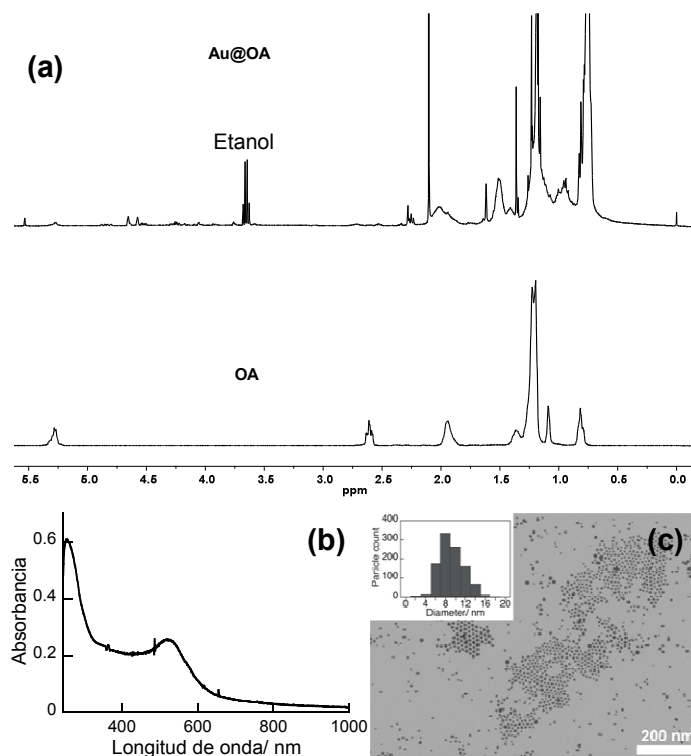 (a)
Au@OA
Etanol
OA
5.5 5.0 4.5 4.0 3.5 3.0 2.5 2.0 1.5 1.0 0.5 0.0
ppm
(b)
Absorbancia
0.6
0.4
0.2
0
400 600 800 1000
Longitud de onda/ nm
(c)
Particle count
400
300
200
100
0
0 4 8 12 16 20
Diameter/ nm
200 nm